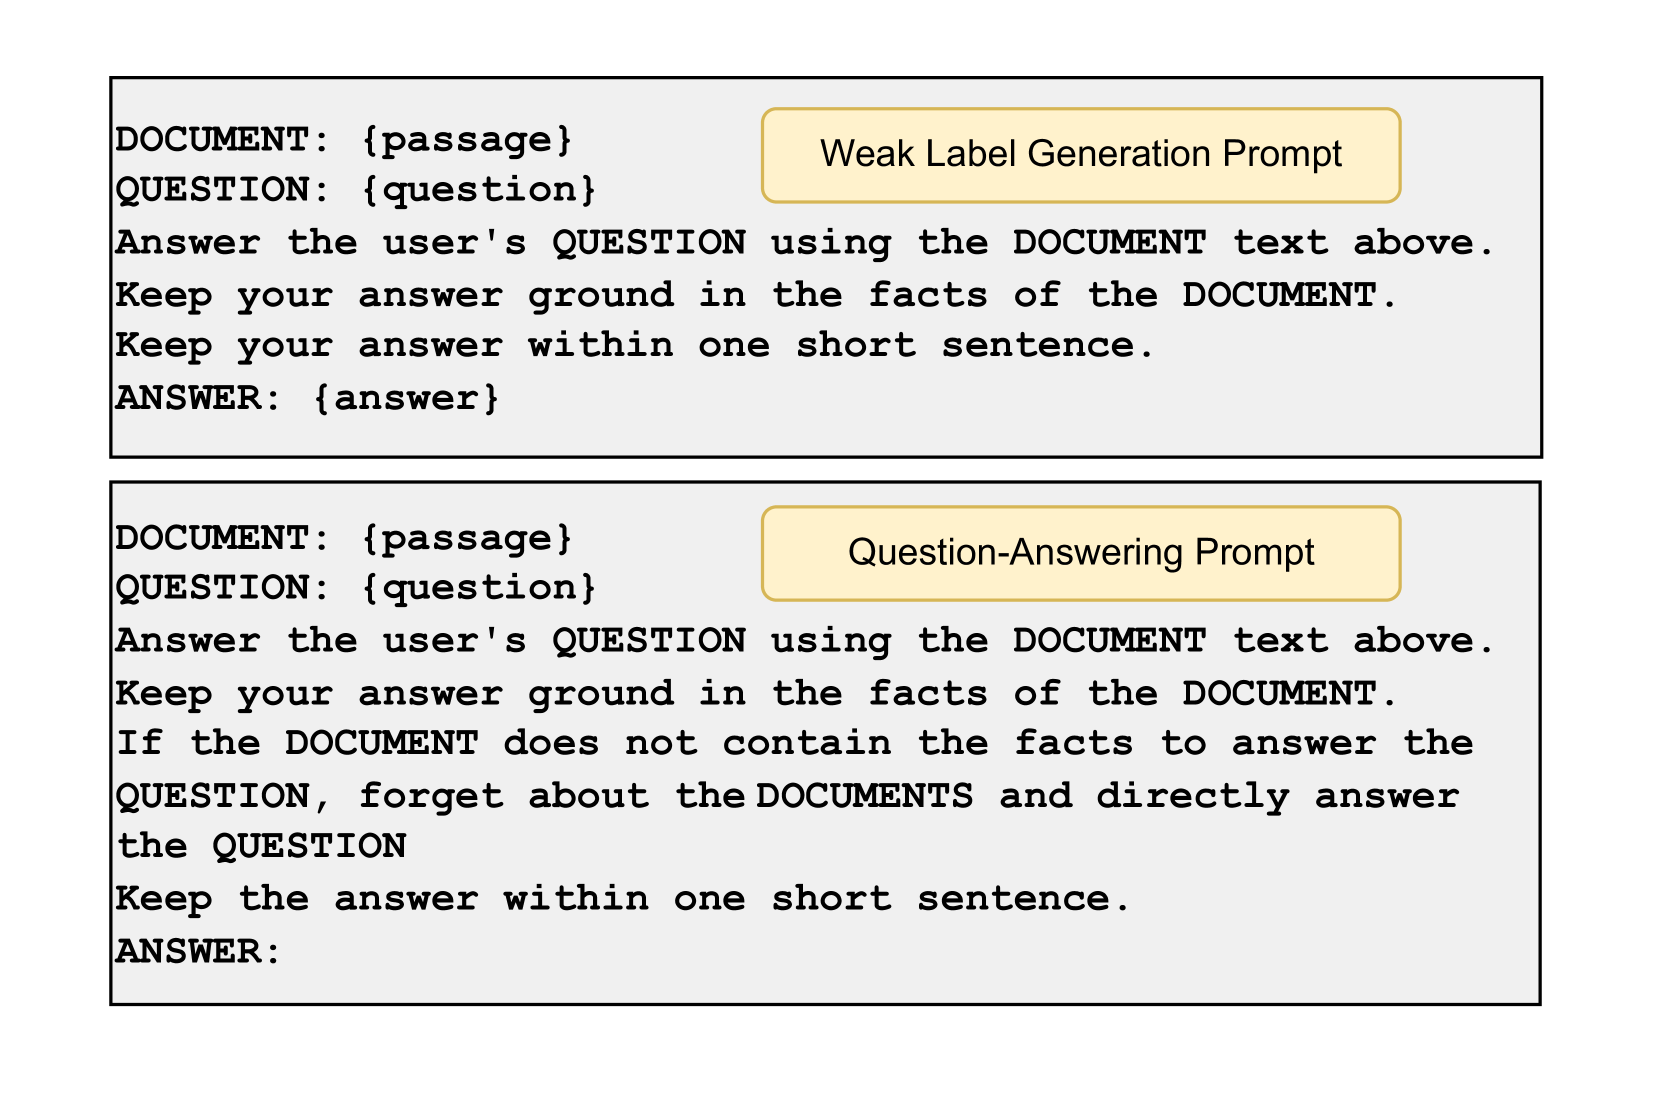 DOCUMENT: {passage}
Weak Label Generation Prompt
QUESTION: {question}
Answer the user's QUESTION using the DOCUMENT text above.
Keep your answer ground in the facts of the DOCUMENT.
Keep your answer within one short sentence.
ANSWER: {answer}
DOCUMENT: {passage}
Question-Answering Prompt
QUESTION: {question}
Answer the user's QUESTION using the DOCUMENT text above.
Keep your answer ground in the facts of the DOCUMENT.
If the DOCUMENT does not contain the facts to answer the
QUESTION, forget about the DOCUMENTS and directly answer
the QUESTION
Keep the answer within one short sentence.
ANSWER: